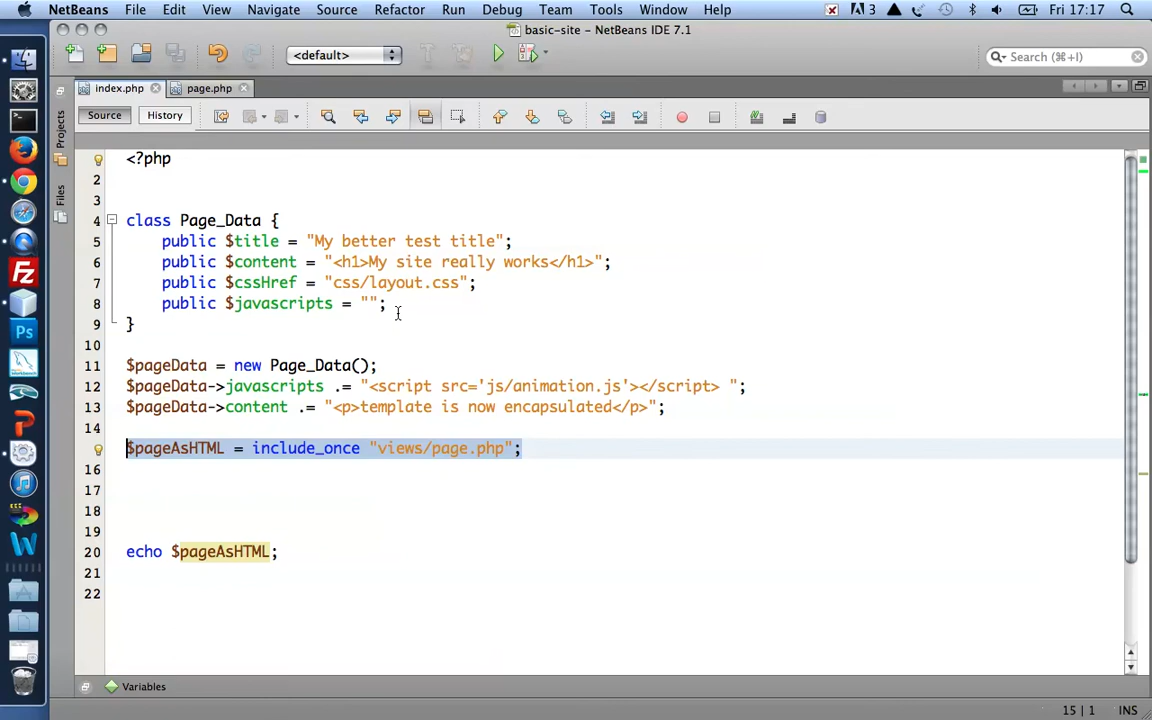 NetBeans File Edit View Navigate Source Refactor Run Debug Team Tools Window Help 3 Fri 17:17
basic-site – NetBeans IDE 7.1
<default> Search (⌘+I)
index.php page.php
Source History
Projects
Files
<?php
2
3
4 class Page_Data {
5 public $title = "My better test title";
6 public $content = "<h1>My site really works</h1>";
7 public $cssHref = "css/layout.css";
8 public $javascripts = "";
9 }
10
11 $pageData = new Page_Data();
12 $pageData->javascripts .= "<script src='js/animation.js'></script> ";
13 $pageData->content .= "<p>template is now encapsulated</p>";
14
$pageAsHTML = include_once "views/page.php";
16
17
18
19
20 echo $pageAsHTML;
21
22
Variables
15 | 1 INS
Fz
Ps
W